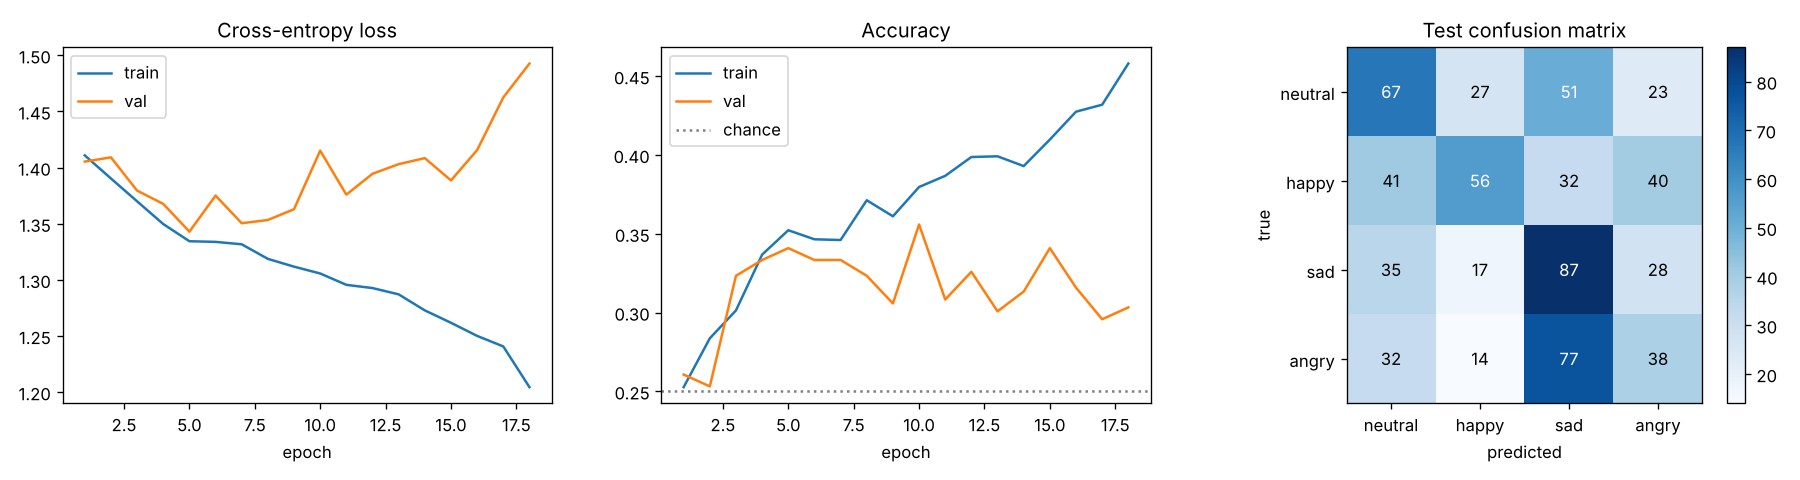 Cross-entropy loss
train
val
1.50
1.45
1.40
1.35
1.30
1.25
1.20
2.5 5.0 7.5 10.0 12.5 15.0 17.5
epoch
Accuracy
train
val
chance
0.45
0.40
0.35
0.30
0.25
2.5 5.0 7.5 10.0 12.5 15.0 17.5
epoch
Test confusion matrix
true
neutral 67 27 51 23
happy 41 56 32 40
sad 35 17 87 28
angry 32 14 77 38
neutral happy sad angry
predicted
80
70
60
50
40
30
20